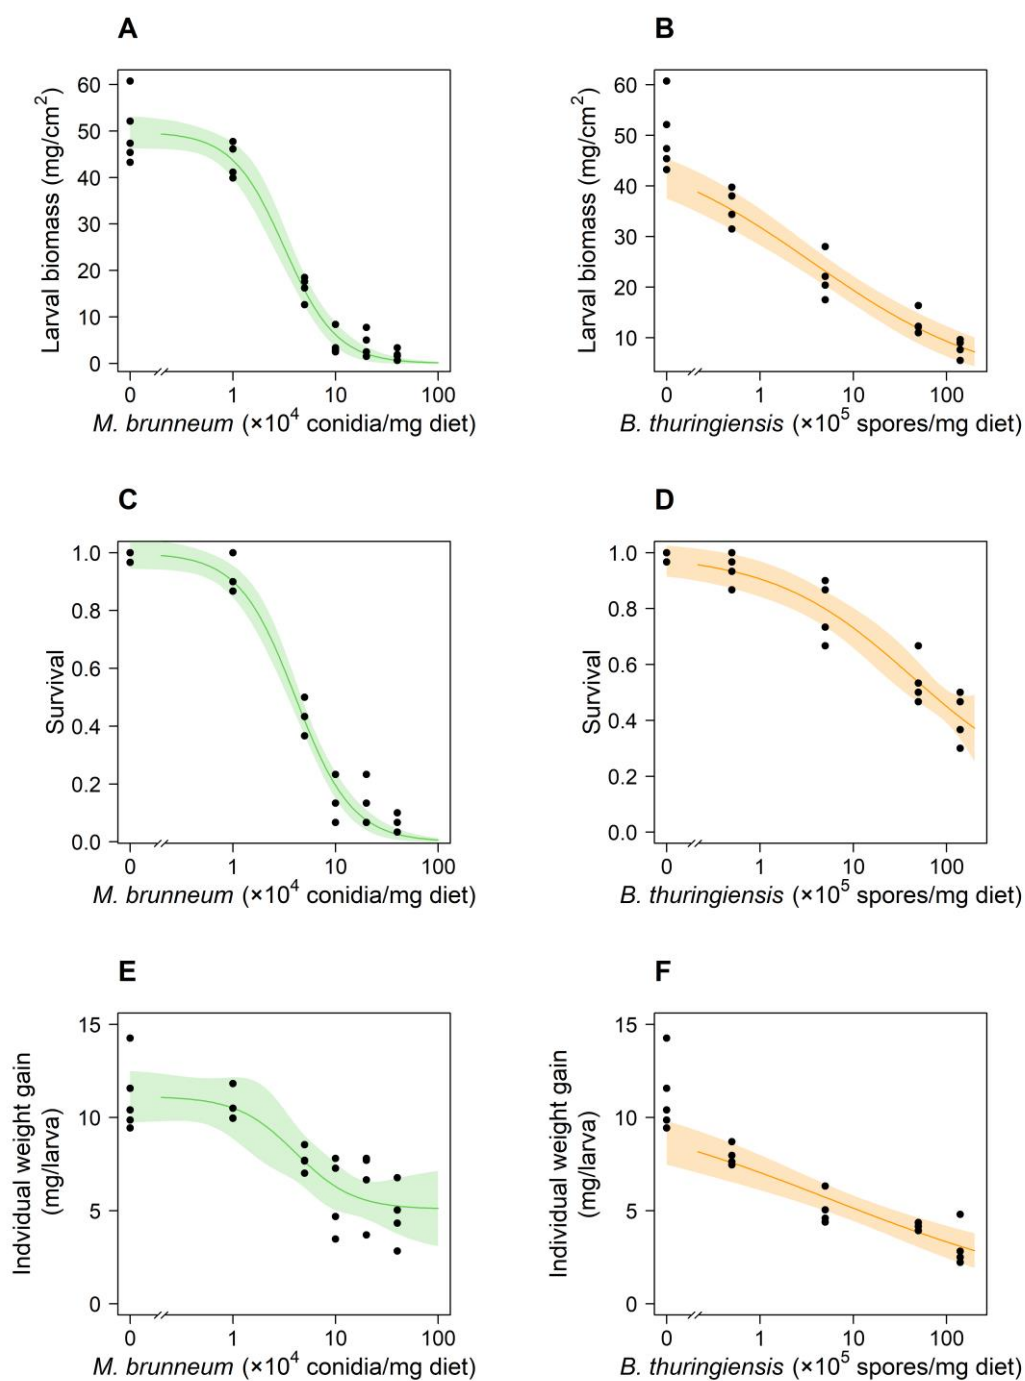 A
60
50
40
30
20
10
0
Larval biomass (mg/cm²)
0 1 10 100
M. brunneum (×10⁴ conidia/mg diet)
B
60
50
40
30
20
10
Larval biomass (mg/cm²)
0 1 10 100
B. thuringiensis (×10⁵ spores/mg diet)
C
1.0
0.8
0.6
0.4
0.2
0.0
Survival
0 1 10 100
M. brunneum (×10⁴ conidia/mg diet)
D
1.0
0.8
0.6
0.4
0.2
0.0
Survival
0 1 10 100
B. thuringiensis (×10⁵ spores/mg diet)
E
15
10
5
0
Indvidual weight gain
(mg/larva)
0 1 10 100
M. brunneum (×10⁴ conidia/mg diet)
F
15
10
5
0
Individual weight gain
(mg/larva)
0 1 10 100
B. thuringiensis (×10⁵ spores/mg diet)